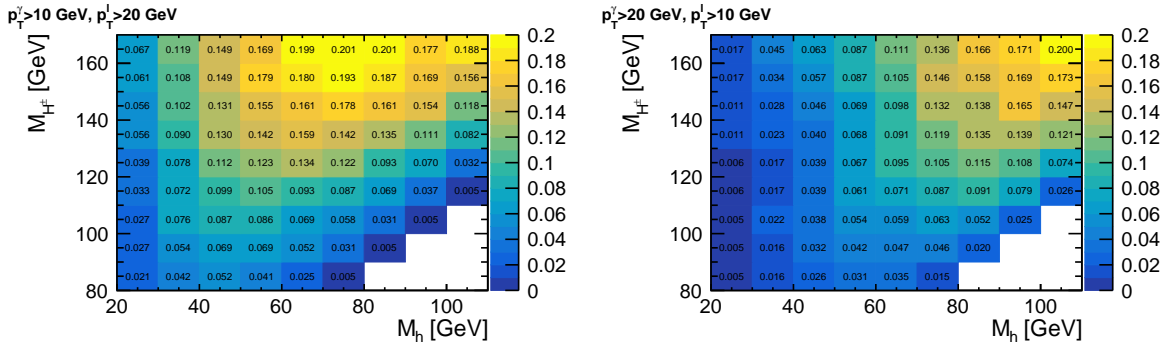 p_T^γ>10 GeV, p_T^l>20 GeV
M_H± [GeV]
160
140
120
100
80
0.067 0.119 0.149 0.169 0.199 0.201 0.201 0.177 0.188
0.061 0.108 0.149 0.179 0.180 0.193 0.187 0.169 0.156
0.056 0.102 0.131 0.155 0.161 0.178 0.161 0.154 0.118
0.056 0.090 0.130 0.142 0.159 0.142 0.135 0.111 0.082
0.039 0.078 0.112 0.123 0.134 0.122 0.093 0.070 0.032
0.033 0.072 0.099 0.105 0.093 0.087 0.069 0.037 0.005
0.027 0.076 0.087 0.086 0.069 0.058 0.031 0.005
0.027 0.054 0.069 0.069 0.052 0.031 0.005
0.021 0.042 0.052 0.041 0.025 0.005
20 40 60 80 100
M_h [GeV]
0.2
0.18
0.16
0.14
0.12
0.1
0.08
0.06
0.04
0.02
0
p_T^γ>20 GeV, p_T^l>10 GeV
M_H± [GeV]
160
140
120
100
80
0.017 0.045 0.063 0.087 0.111 0.136 0.166 0.171 0.200
0.034 0.057 0.087 0.105 0.146 0.158 0.169 0.173
0.011 0.028 0.046 0.069 0.098 0.132 0.138 0.165 0.147
0.011 0.023 0.040 0.068 0.091 0.119 0.135 0.139 0.121
0.006 0.017 0.039 0.067 0.095 0.105 0.115 0.108 0.074
0.006 0.017 0.039 0.061 0.071 0.087 0.091 0.079 0.026
0.005 0.022 0.038 0.054 0.059 0.063 0.052 0.025
0.005 0.016 0.032 0.042 0.047 0.046 0.020
0.005 0.016 0.026 0.031 0.035 0.015
20 40 60 80 100
M_h [GeV]
0.2
0.18
0.16
0.14
0.12
0.1
0.08
0.06
0.04
0.02
0